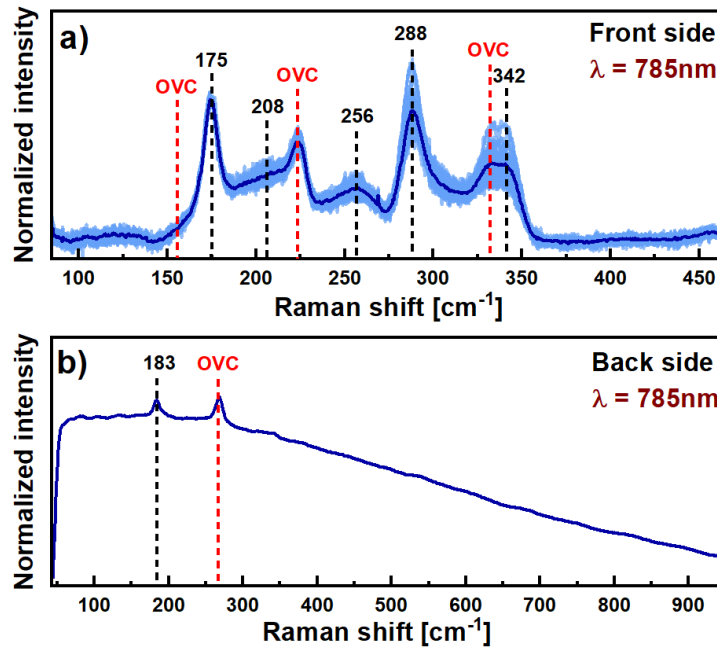 a)
OVC
175
208
OVC
256
288
OVC
342
Front side
λ = 785nm
Normalized intensity
100 150 200 250 300 350 400 450
Raman shift [cm⁻¹]
b)
183
OVC
Back side
λ = 785nm
Normalized intensity
100 200 300 400 500 600 700 800 900
Raman shift [cm⁻¹]